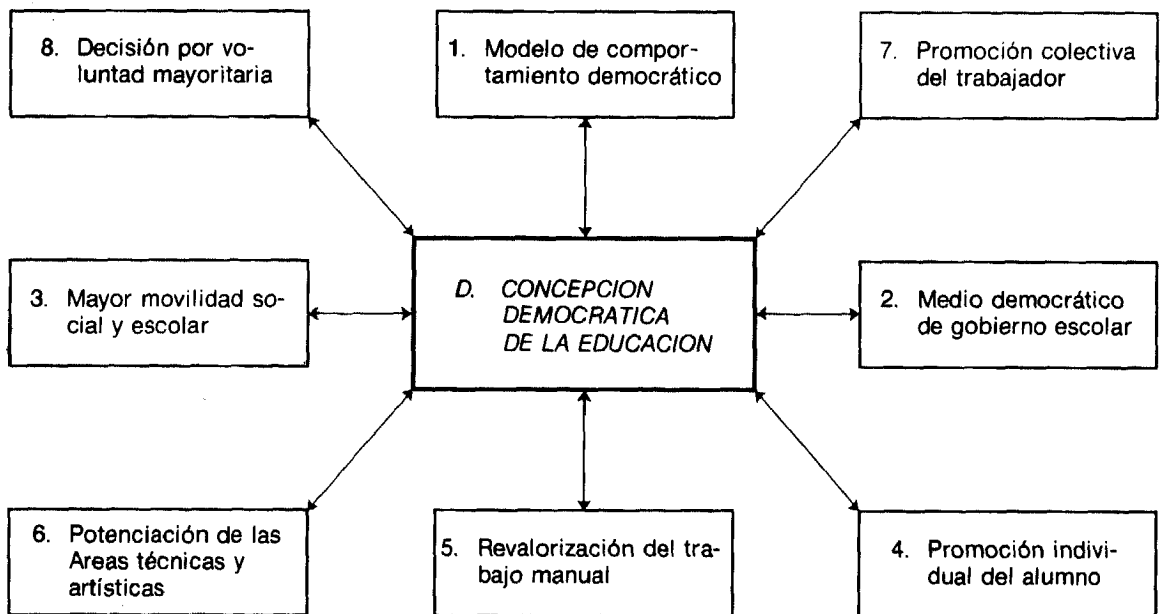 8. Decisión por vo-
luntad mayoritaria
1. Modelo de compor-
tamiento democrático
7. Promoción colectiva
del trabajador
3. Mayor movilidad so-
cial y escolar
D. CONCEPCION
DEMOCRATICA
DE LA EDUCACION
2. Medio democrático
de gobierno escolar
6. Potenciación de las
Areas técnicas y
artísticas
5. Revalorización del tra-
bajo manual
4. Promoción indivi-
dual del alumno